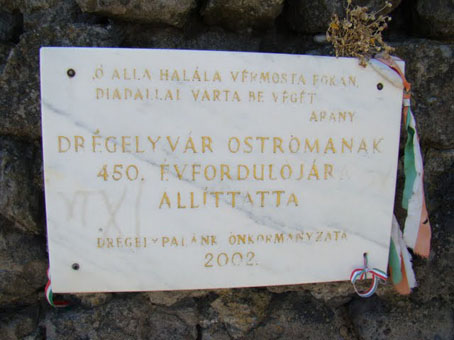 „Ő ÁLLA HALÁLA VÉRMOSTA FOKÁN,
DIADALLAL VÁRTA BE VÉGÉT"
ARANY
DRÉGELYVÁR OSTROMÁNAK
450. ÉVFORDULÓJÁRA
ÁLLÍTTATTA
DRÉGELYPALÁNK ÖNKORMÁNYZATA
2002.